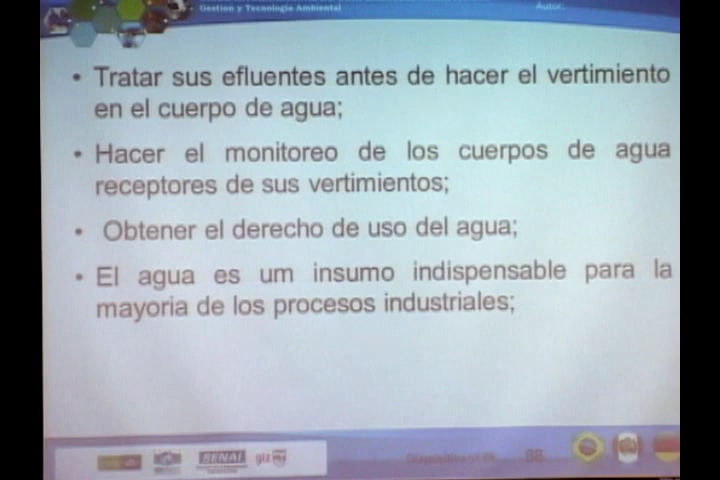 Gestion y Tecnologia Ambiental
Autor:
• Tratar sus efluentes antes de hacer el vertimiento
en el cuerpo de agua;
• Hacer el monitoreo de los cuerpos de agua
receptores de sus vertimientos;
• Obtener el derecho de uso del agua;
• El agua es um insumo indispensable para la
mayoria de los procesos industriales;
SENAI
giz